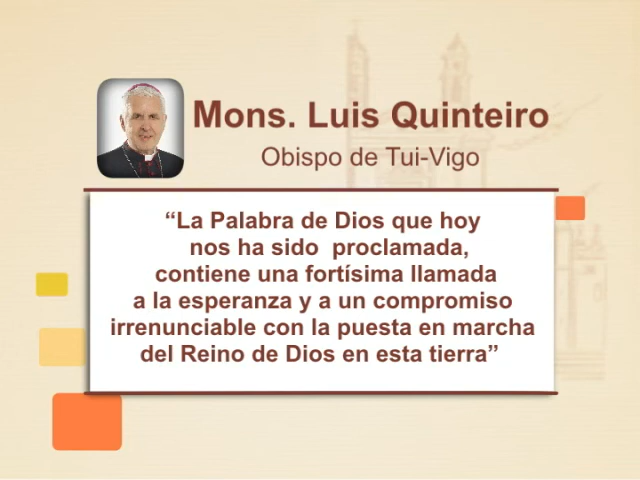 Mons. Luis Quinteiro
Obispo de Tui-Vigo
“La Palabra de Dios que hoy
nos ha sido proclamada,
contiene una fortísima llamada
a la esperanza y a un compromiso
irrenunciable con la puesta en marcha
del Reino de Dios en esta tierra”